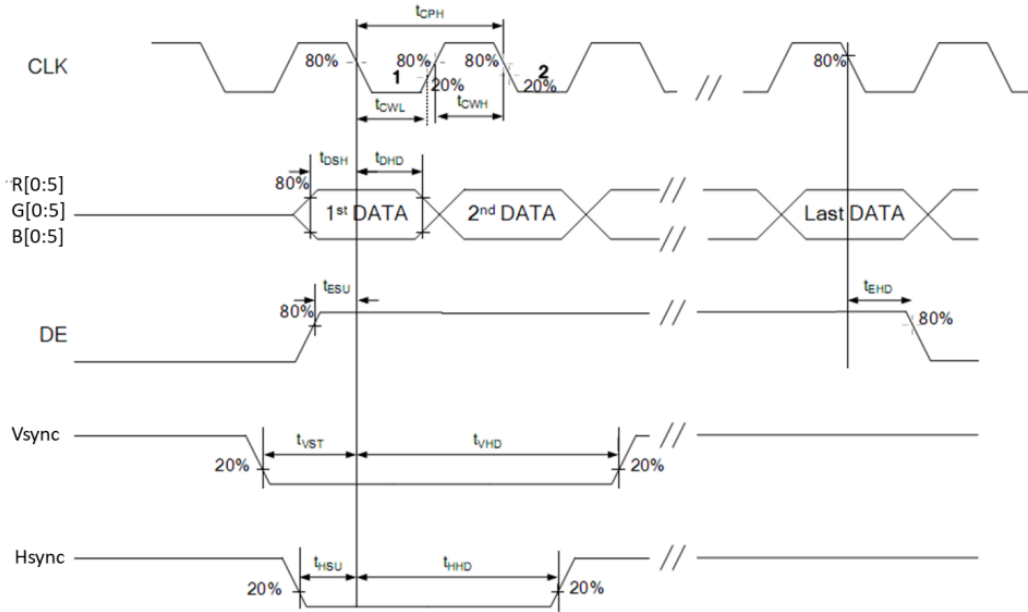 tCPH
CLK
80%
80%
80%
80%
1
20%
20%
2
tCWL
tCWH
//
R[0:5]
G[0:5]
B[0:5]
tDSH
tDHD
80%
1st DATA
2nd DATA
//
//
Last DATA
DE
tESU
80%
//
tEHD
80%
Vsync
tVST
tVHD
20%
20%
//
Hsync
tHSU
tHHD
20%
20%
//